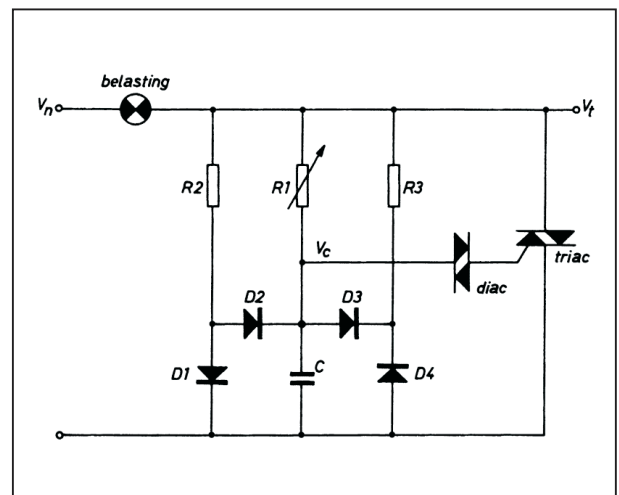 belasting
Vn
Vt
R2
R1
R3
Vc
triac
diac
D2
D3
D1
C
D4